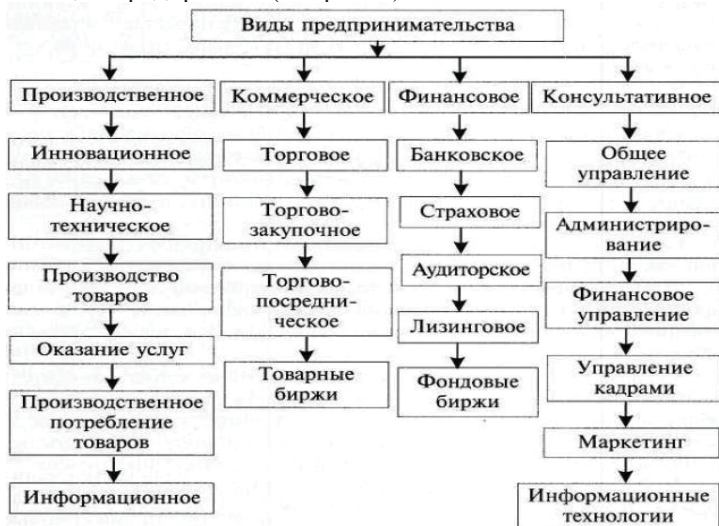 Виды предпринимательства
Производственное
Инновационное
Научно-
техническое
Производство
товаров
Оказание услуг
Производственное
потребление
товаров
Информационное
Коммерческое
Торговое
Торгово-
закупочное
Торгово-
посредни-
ческое
Товарные
биржи
Финансовое
Банковское
Страховое
Аудиторское
Лизинговое
Фондовые
биржи
Консультативное
Общее
управление
Администриро-
вание
Финансовое
управление
Управление
кадрами
Маркетинг
Информационные
технологии